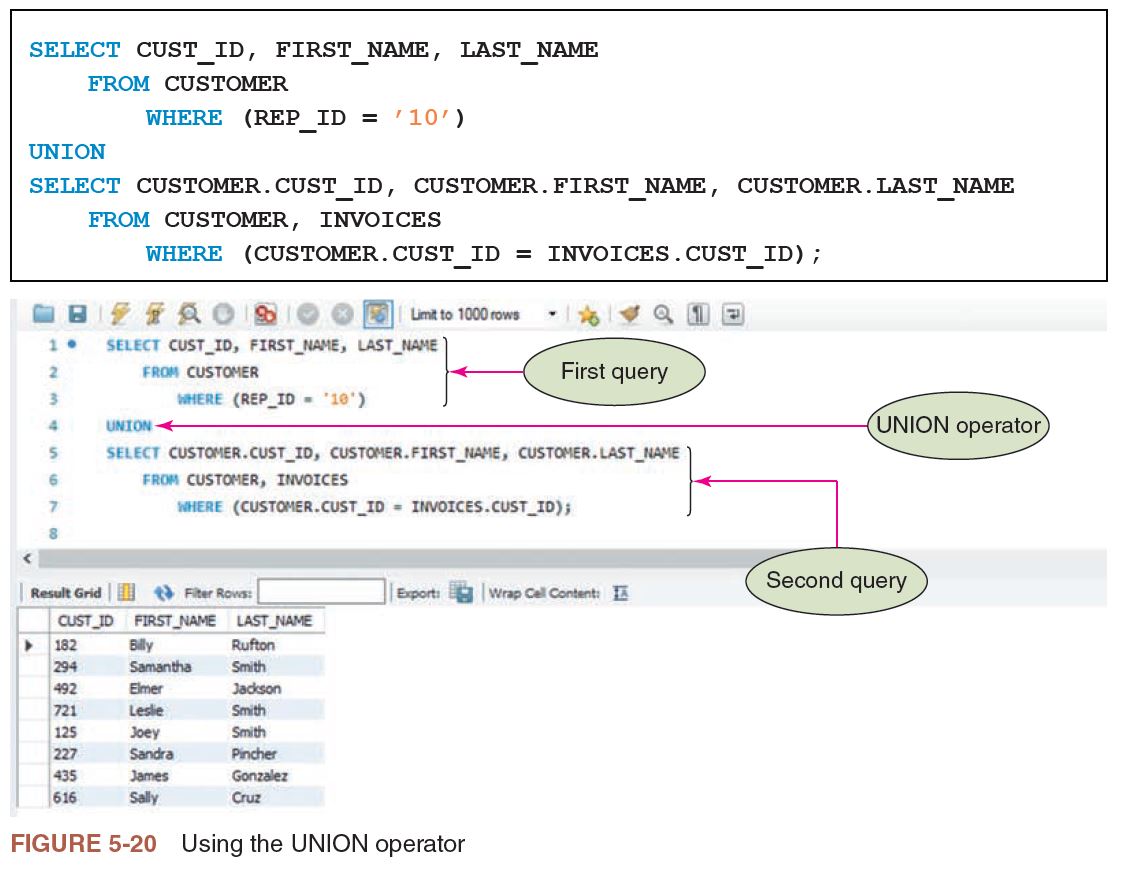 SELECT CUST_ID, FIRST_NAME, LAST_NAME
FROM CUSTOMER
WHERE (REP_ID = ’10’)
UNION
SELECT CUSTOMER.CUST_ID, CUSTOMER.FIRST_NAME, CUSTOMER.LAST_NAME
FROM CUSTOMER, INVOICES
WHERE (CUSTOMER.CUST_ID = INVOICES.CUST_ID);
Limit to 1000 rows
1 SELECT CUST_ID, FIRST_NAME, LAST_NAME
2 FROM CUSTOMER
3 WHERE (REP_ID = '10')
4 UNION
5 SELECT CUSTOMER.CUST_ID, CUSTOMER.FIRST_NAME, CUSTOMER.LAST_NAME
6 FROM CUSTOMER, INVOICES
7 WHERE (CUSTOMER.CUST_ID = INVOICES.CUST_ID);
8
First query
UNION operator
Second query
Result Grid Filter Rows: Export: Wrap Cell Content:
CUST_ID FIRST_NAME LAST_NAME
182 Billy Rufton
294 Samantha Smith
492 Elmer Jackson
721 Leslie Smith
125 Joey Smith
227 Sandra Pincher
435 James Gonzalez
616 Sally Cruz
FIGURE 5-20 Using the UNION operator